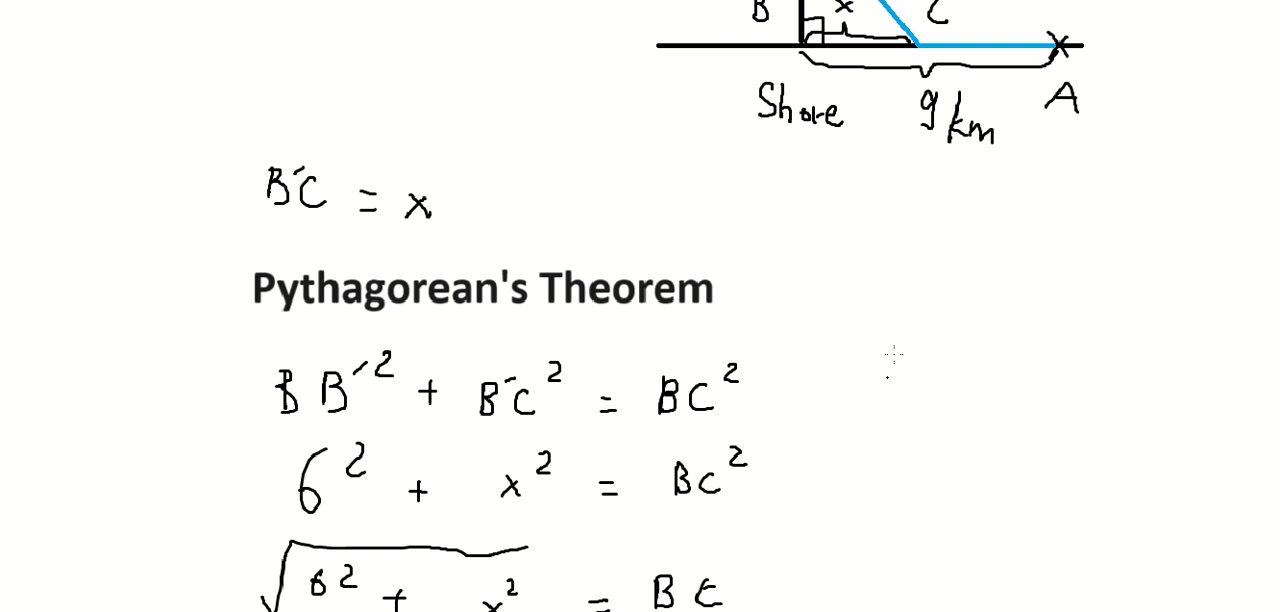 B x C
Shore 9 km A
B'C = x
Pythagorean's Theorem
BB'² + B'C² = BC²
6² + x² = BC²
√6² + x² = BC